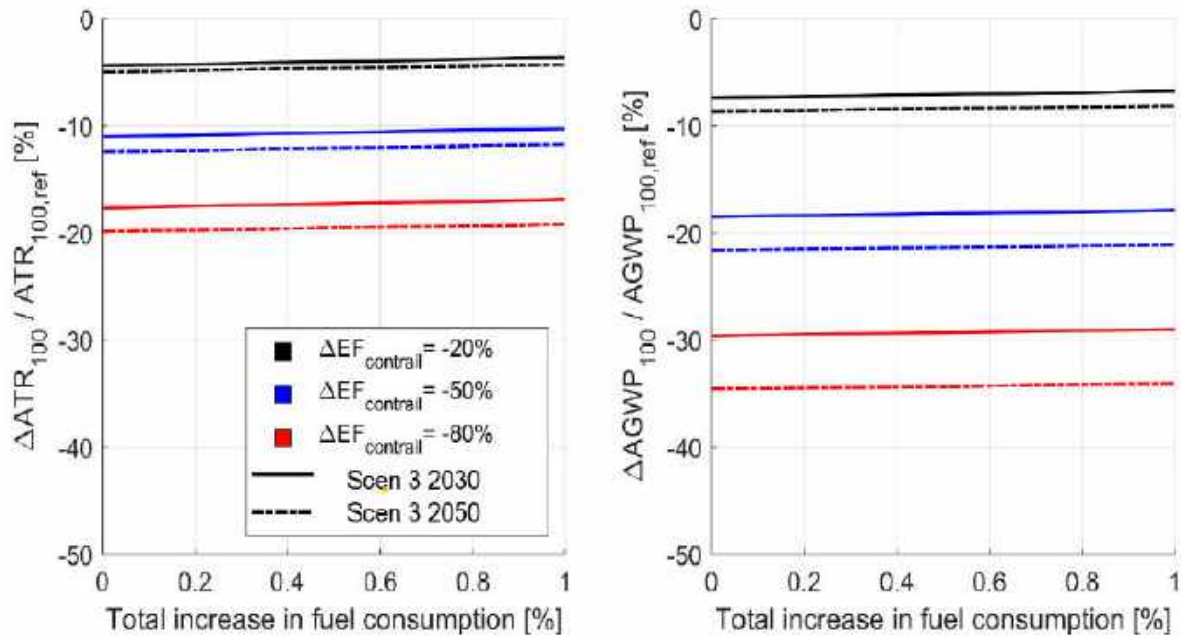 0
-10
-20
-30
-40
-50
ΔATR100 / ATR100,ref [%]
ΔEFcontrail= -20%
ΔEFcontrail= -50%
ΔEFcontrail= -80%
Scen 3 2030
Scen 3 2050
0 0.2 0.4 0.6 0.8 1
Total increase in fuel consumption [%]
0
-10
-20
-30
-40
-50
ΔAGWP100 / AGWP100,ref [%]
0 0.2 0.4 0.6 0.8 1
Total increase in fuel consumption [%]